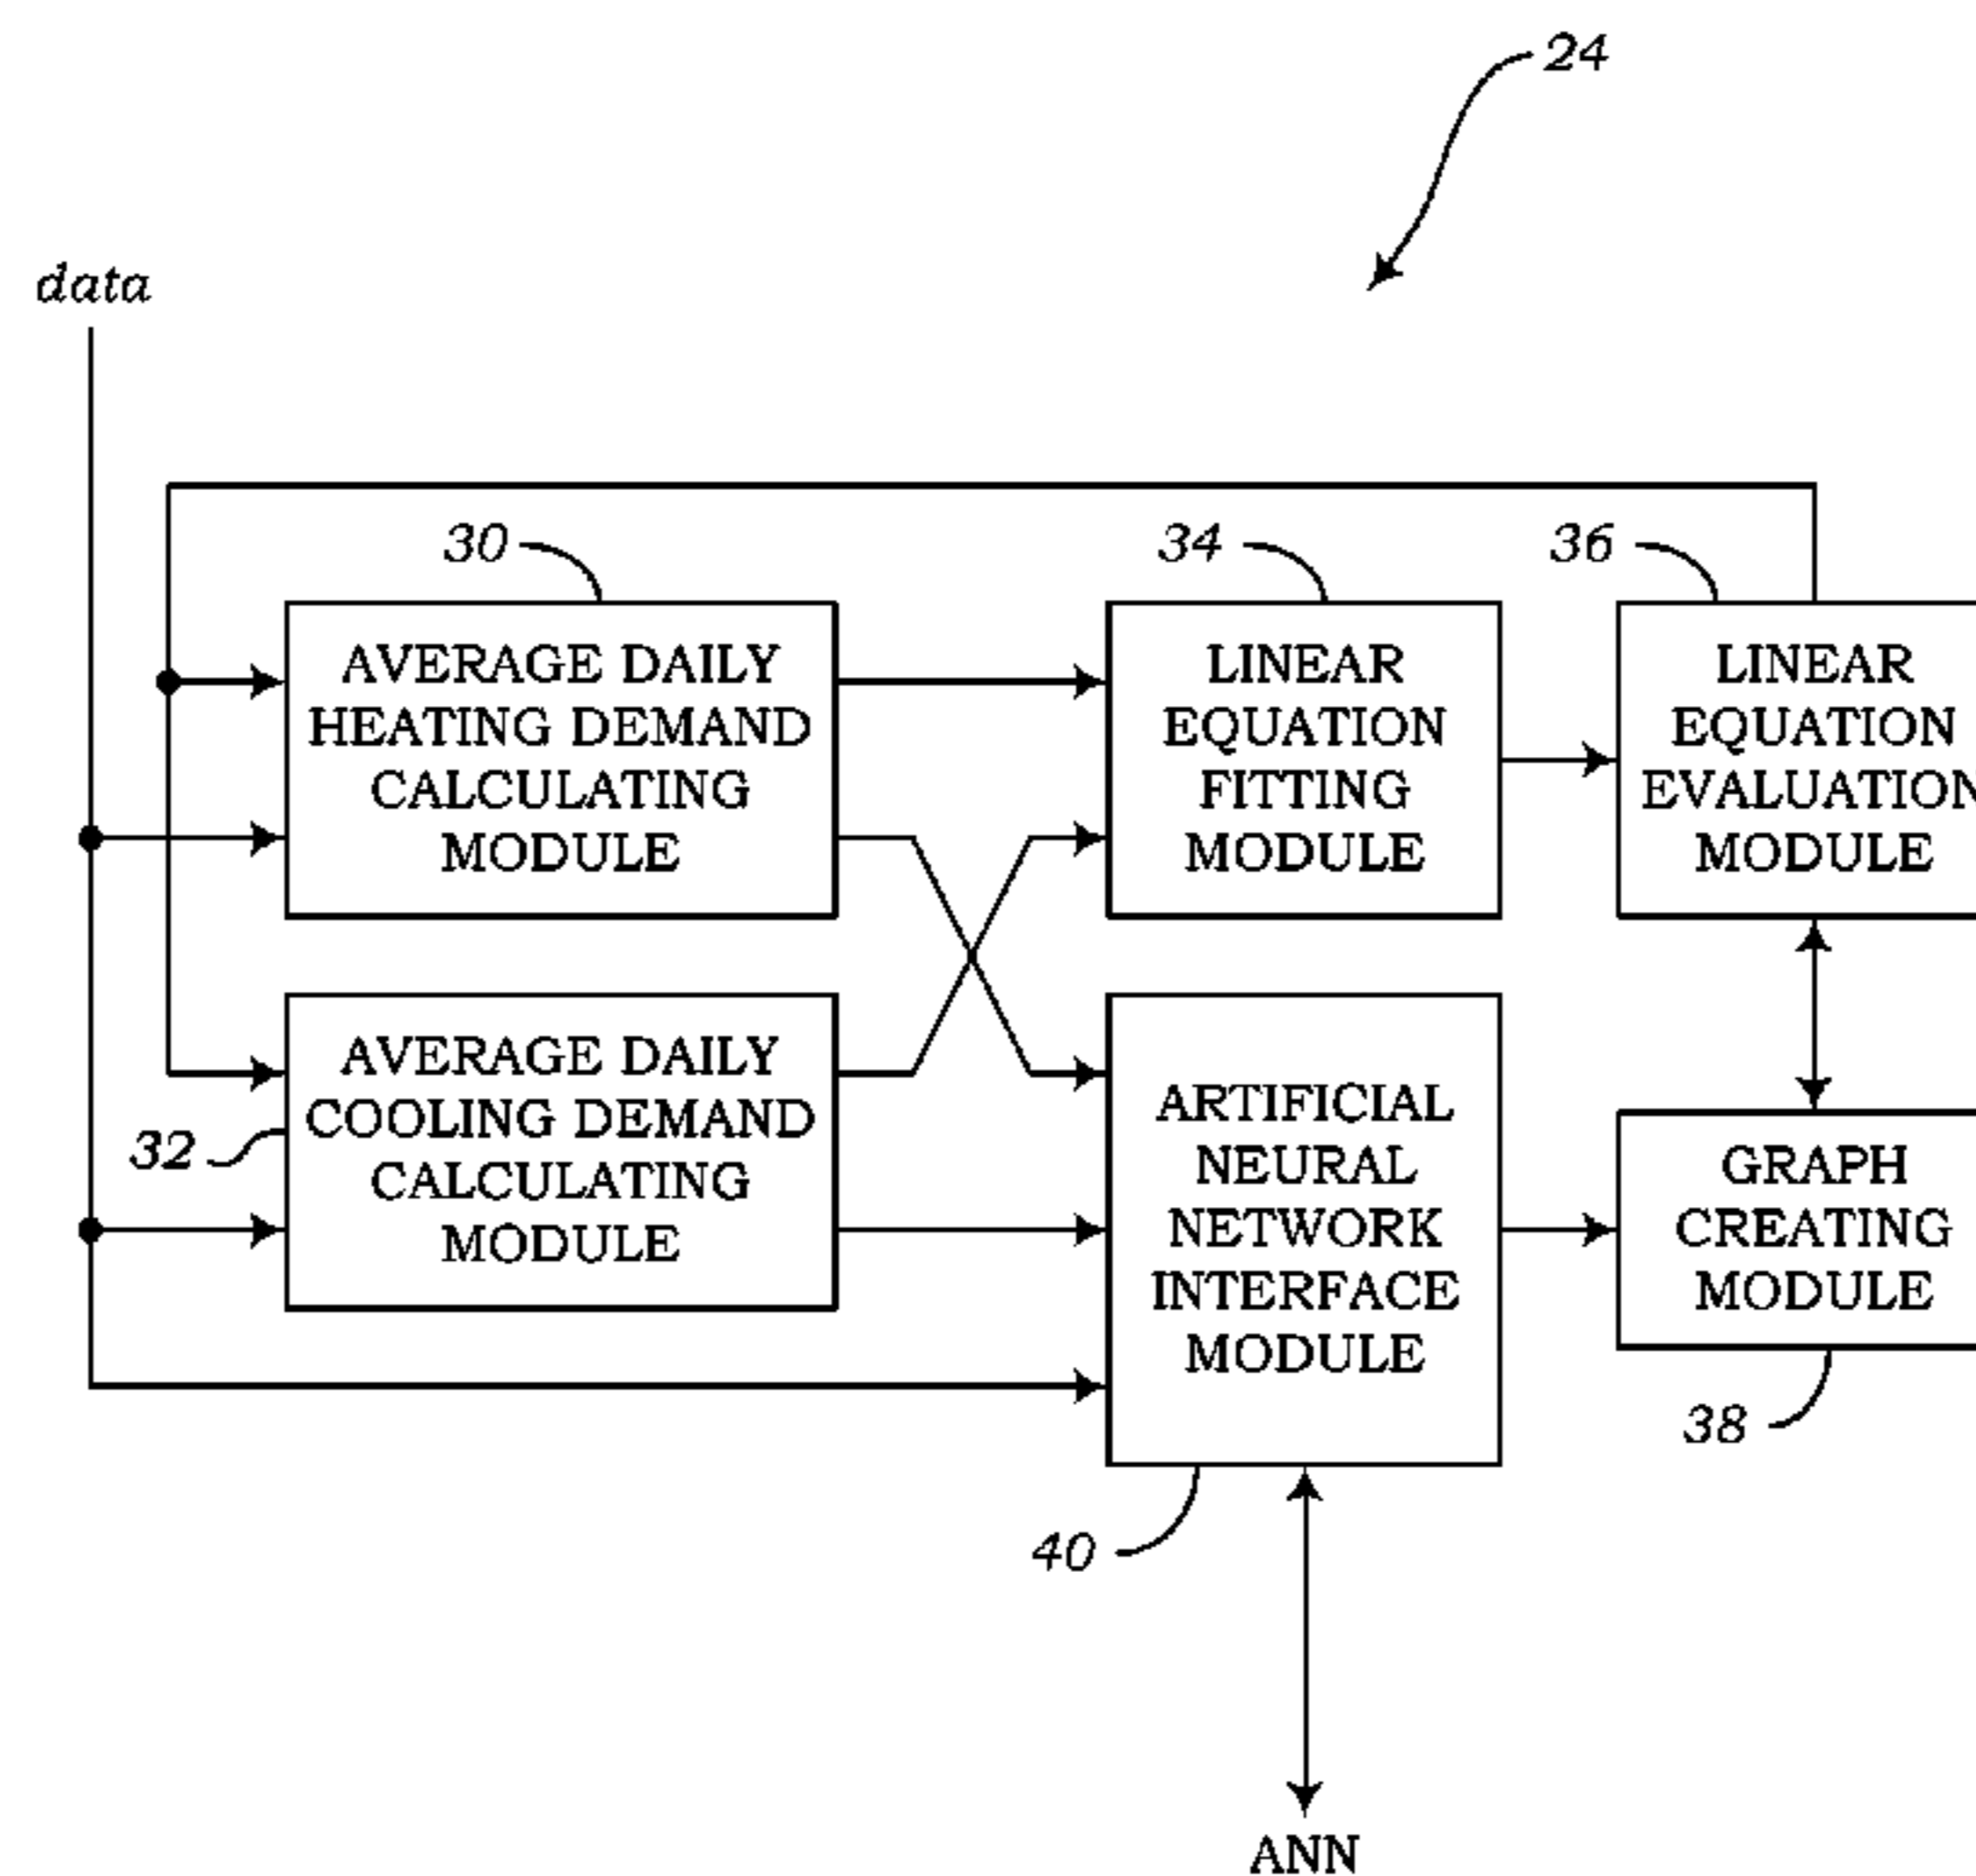 24
data
30
34
36
AVERAGE DAILY
HEATING DEMAND
CALCULATING
MODULE
LINEAR
EQUATION
FITTING
MODULE
LINEAR
EQUATION
EVALUATION
MODULE
32
AVERAGE DAILY
COOLING DEMAND
CALCULATING
MODULE
ARTIFICIAL
NEURAL
NETWORK
INTERFACE
MODULE
GRAPH
CREATING
MODULE
38
40
ANN